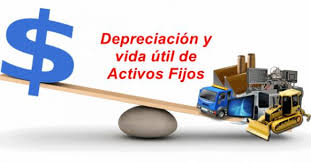 $
Depreciación y
vida útil de
Activos Fijos